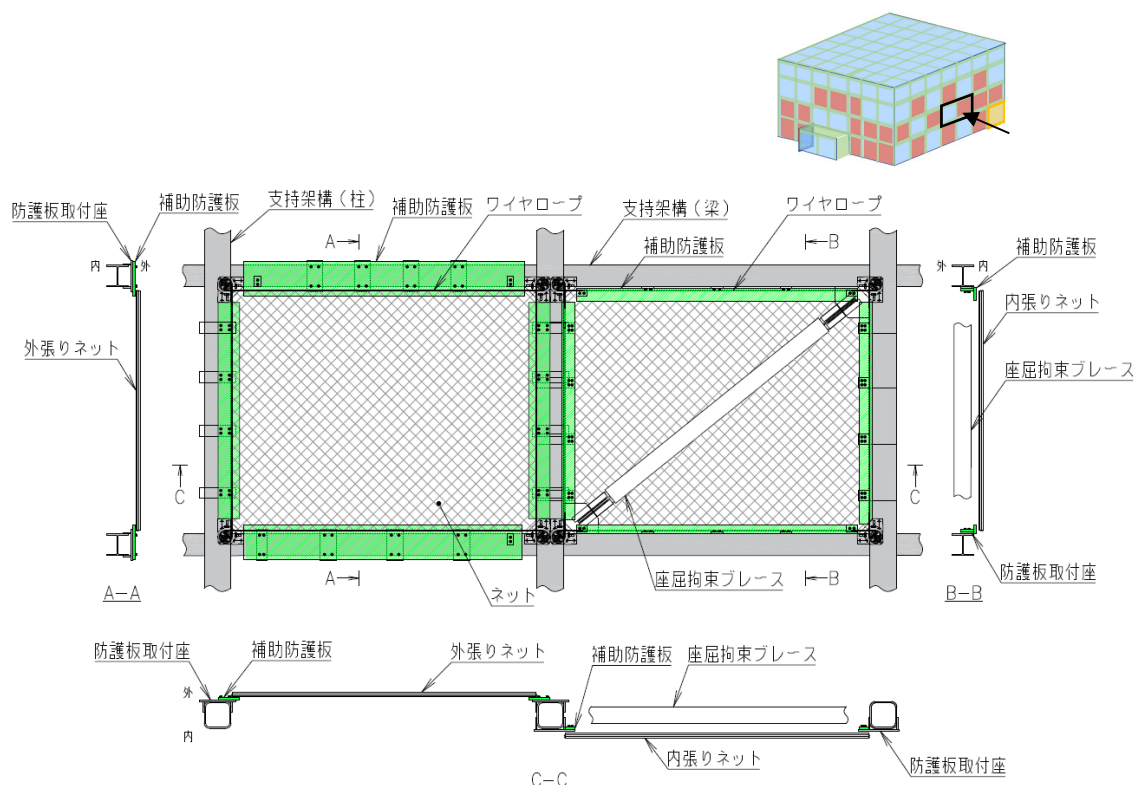 防護板取付座
補助防護板
支持架構（柱）
補助防護板
ワイヤロープ
支持架構（梁）
ワイヤロープ
補助防護板
A
B
補助防護板
内
外
外
内
内張りネット
外張りネット
座屈拘束ブレース
C
C
A
B
座屈拘束ブレース
ネット
防護板取付座
A-A
B-B
防護板取付座
補助防護板
外張りネット
補助防護板
座屈拘束ブレース
外
内
内張りネット
防護板取付座
C-C